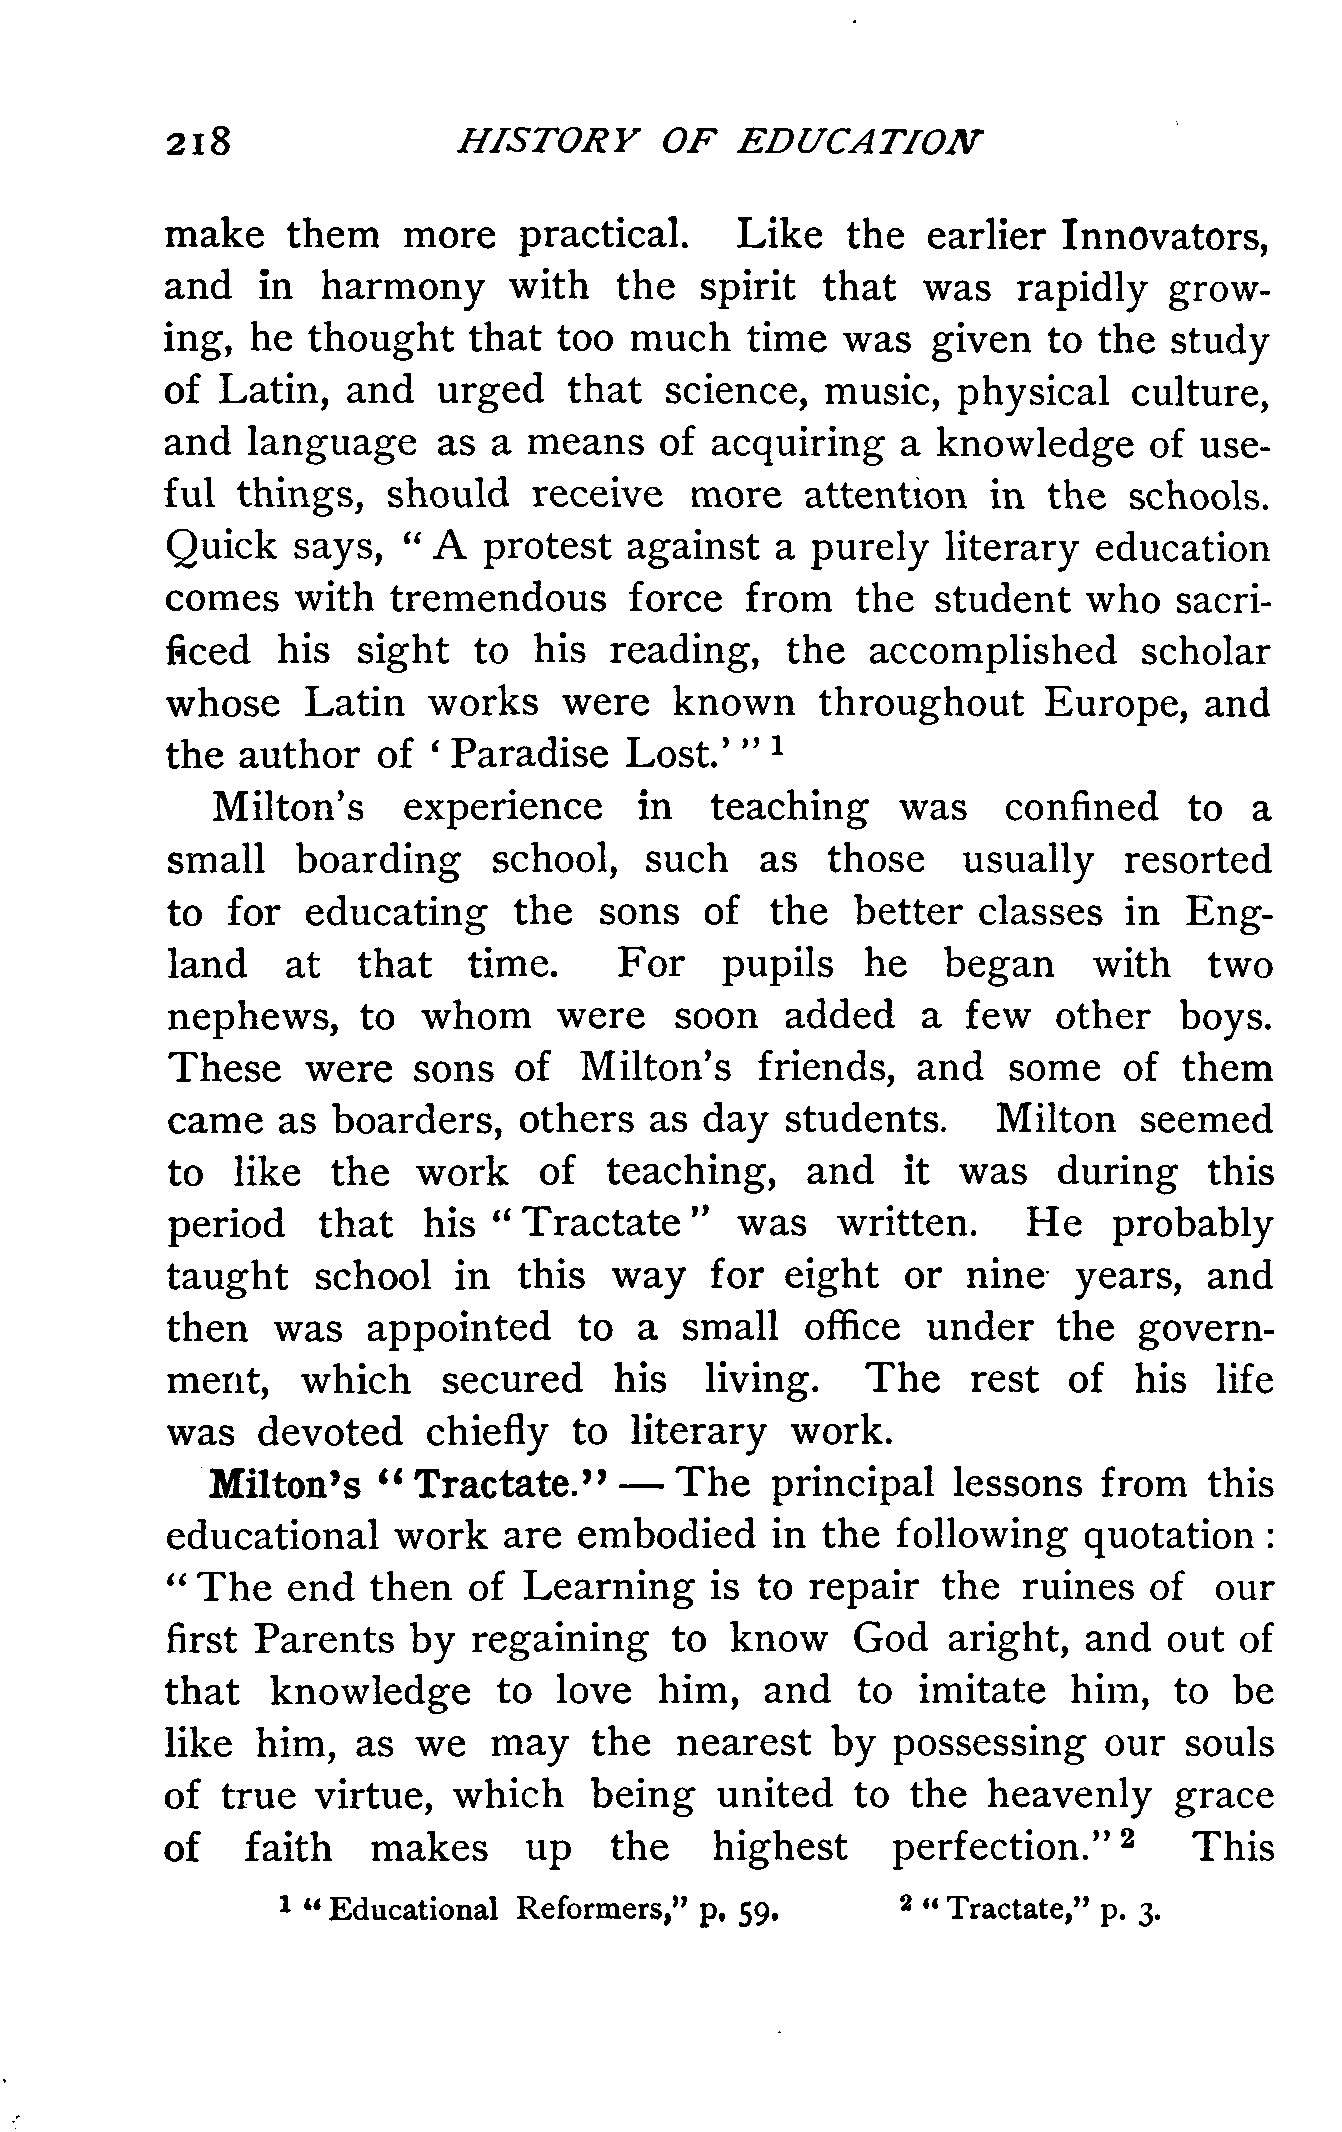 218 HISTORY OF EDUCATION
make them more practical. Like the earlier Innovators,
and in harmony with the spirit that was rapidly grow-
ing, he thought that too much time was given to the study
of Latin, and urged that science, music, physical culture,
and language as a means of acquiring a knowledge of use-
ful things, should receive more attention in the schools.
Quick says, “ A protest against a purely literary education
comes with tremendous force from the student who sacri-
ficed his sight to his reading, the accomplished scholar
whose Latin works were known throughout Europe, and
the author of ‘ Paradise Lost.’ ” 1
Milton’s experience in teaching was confined to a
small boarding school, such as those usually resorted
to for educating the sons of the better classes in Eng-
land at that time. For pupils he began with two
nephews, to whom were soon added a few other boys.
These were sons of Milton’s friends, and some of them
came as boarders, others as day students. Milton seemed
to like the work of teaching, and it was during this
period that his “ Tractate ” was written. He probably
taught school in this way for eight or nine years, and
then was appointed to a small office under the govern-
ment, which secured his living. The rest of his life
was devoted chiefly to literary work.
Milton’s “ Tractate.” — The principal lessons from this
educational work are embodied in the following quotation :
“ The end then of Learning is to repair the ruines of our
first Parents by regaining to know God aright, and out of
that knowledge to love him, and to imitate him, to be
like him, as we may the nearest by possessing our souls
of true virtue, which being united to the heavenly grace
of faith makes up the highest perfection.” 2 This
1 “ Educational Reformers,” p. 59. 2 “ Tractate,” p. 3.